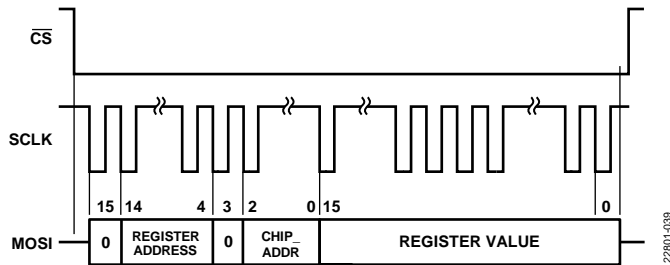 CS
SCLK
15 14 4 3 2 0 15 0
MOSI 0 REGISTER ADDRESS 0 CHIP_ ADDR REGISTER VALUE
22801-039